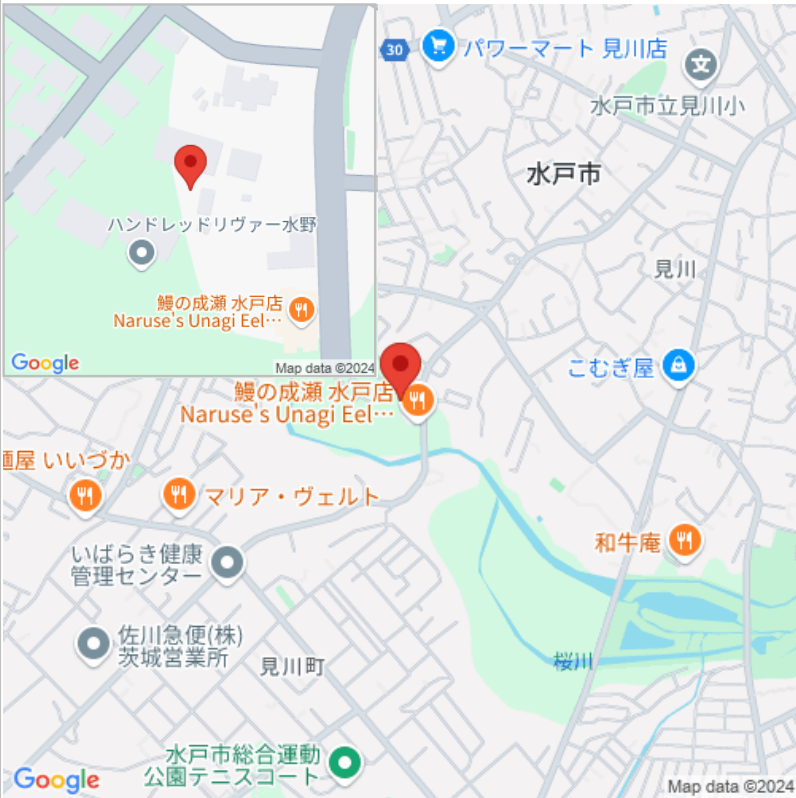 ハンドレッドリヴァー水野
鰻の成瀬 水戸店
Naruse's Unagi Eel…
Google
Map data ©2024
30
パワーマート 見川店
文
水戸市立見川小
水戸市
見川
こむぎ屋
鰻の成瀬 水戸店
Naruse's Unagi Eel…
麺屋 いいづか
マリア・ヴェルト
和牛庵
いばらき健康
管理センター
佐川急便(株)
茨城営業所
見川町
桜川
水戸市総合運動
公園テニスコート
Google
Map data ©2024